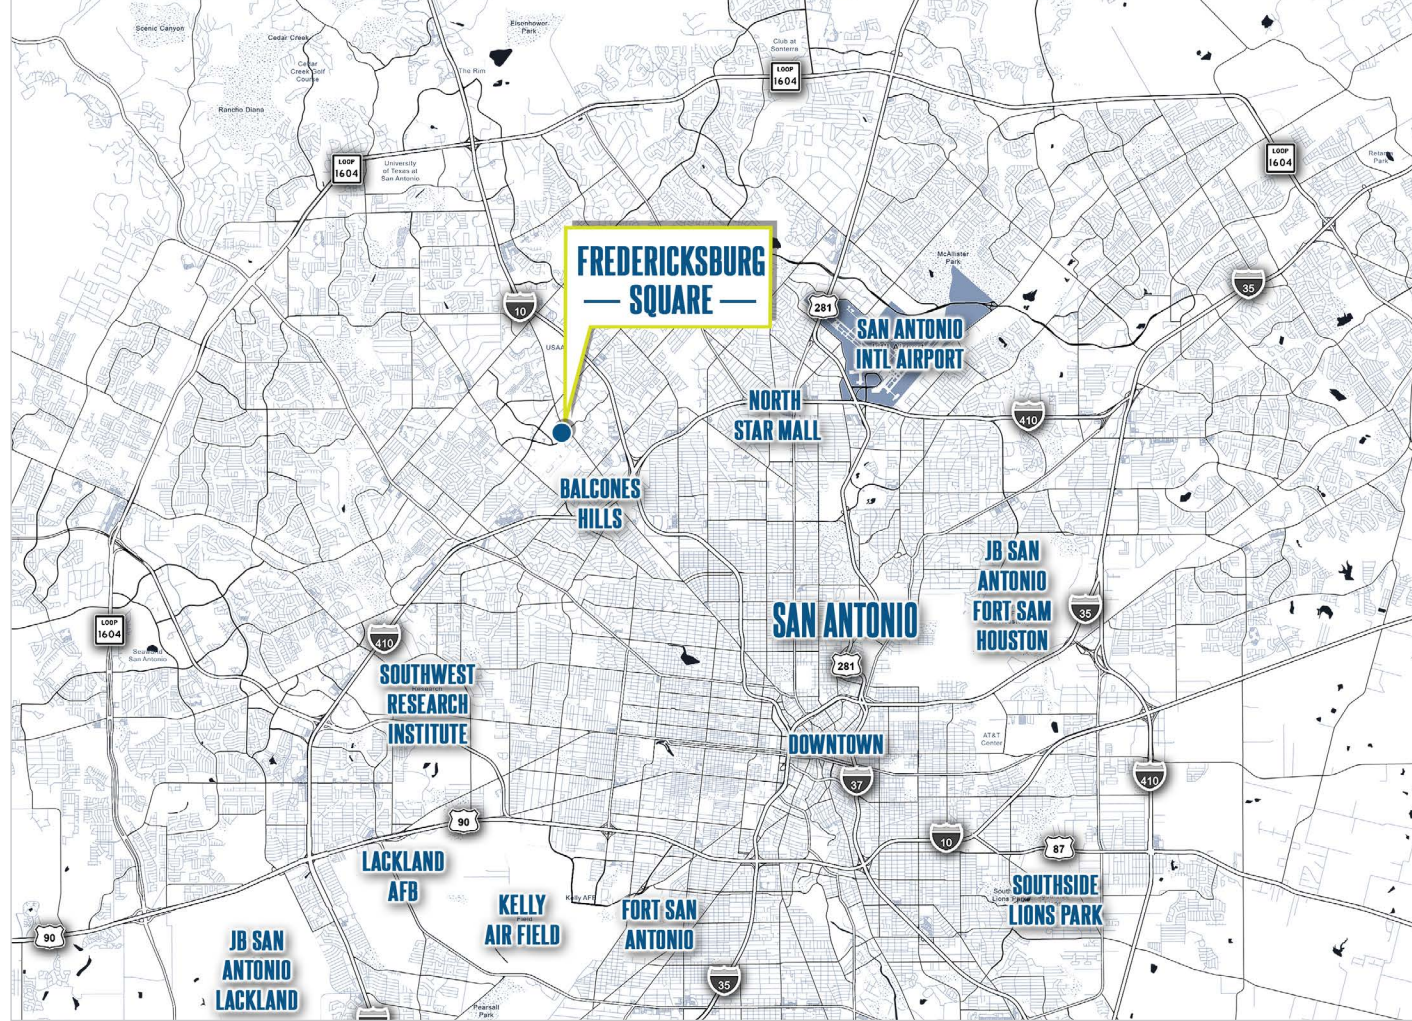 Scenic Canyon
Eisenhower
Park
Cedar Creek
Club at
Sonterra
Cedar
Creek Golf
Course
The Rim
LOOP
1604
Rancho Diana
LOOP
1604
University
of Texas at
San Antonio
LOOP
1604
Park
FREDERICKSBURG
SQUARE
McAllister
Park
10
281
35
SAN ANTONIO
INTL AIRPORT
USAA
NORTH
STAR MALL
410
BALCONES
HILLS
JB SAN
ANTONIO
FORT SAM
HOUSTON
35
SAN ANTONIO
LOOP
1604
410
San Antonio
281
SOUTHWEST
RESEARCH
INSTITUTE
Research
DOWNTOWN
AT&T
Center
37
410
90
10
87
LACKLAND
AFB
SOUTHSIDE
LIONS PARK
KELLY
AIR FIELD
Field
Kelly AFB
FORT SAN
ANTONIO
90
JB SAN
ANTONIO
LACKLAND
35
Pearsall
Park